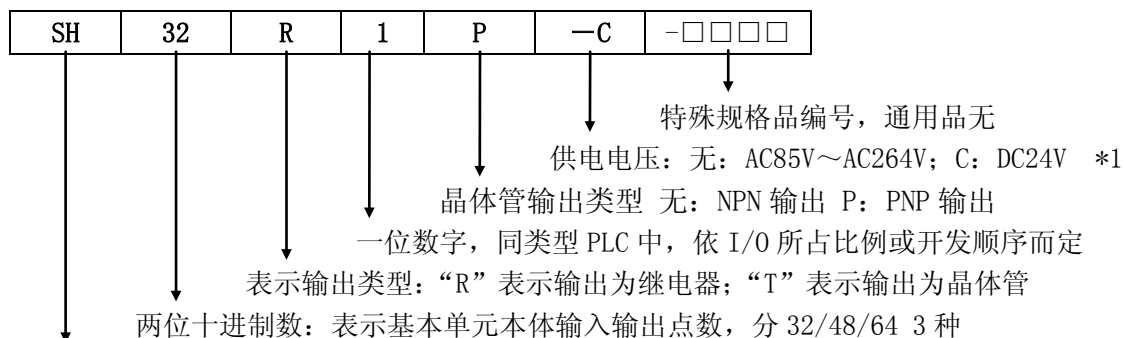 SH 32 R 1 P －C -□□□□
特殊规格品编号，通用品无
供电电压：无：AC85V～AC264V；C：DC24V *1
晶体管输出类型 无：NPN 输出 P：PNP 输出
一位数字，同类型 PLC 中，依 I/O 所占比例或开发顺序而定
表示输出类型：“R”表示输出为继电器；“T”表示输出为晶体管
两位十进制数：表示基本单元本体输入输出点数，分 32/48/64 3 种